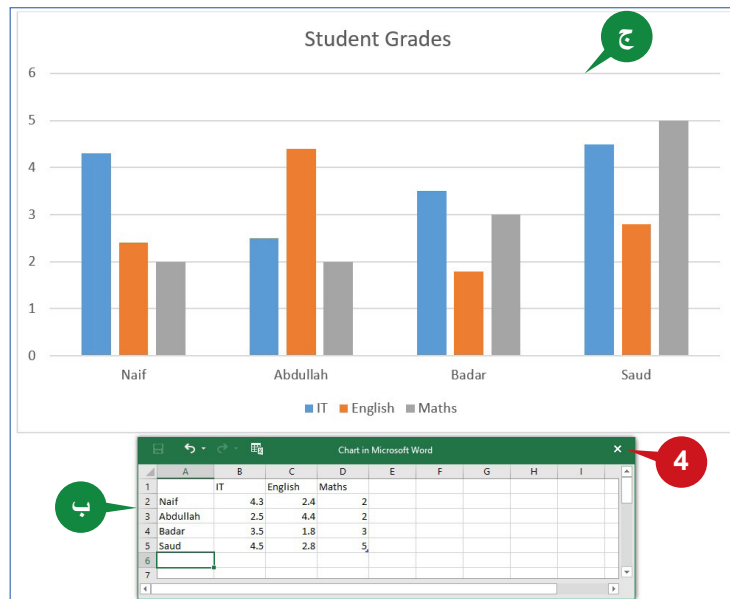 Student Grades
ج
6
5
4
3
2
1
0
Naif Abdullah Badar Saud
IT English Maths
Chart in Microsoft Word
4
A B C D E F G H I
1 IT English Maths
2 Naif 4.3 2.4 2
3 Abdullah 2.5 4.4 2
4 Badar 3.5 1.8 3
5 Saud 4.5 2.8 5
6
7
ب